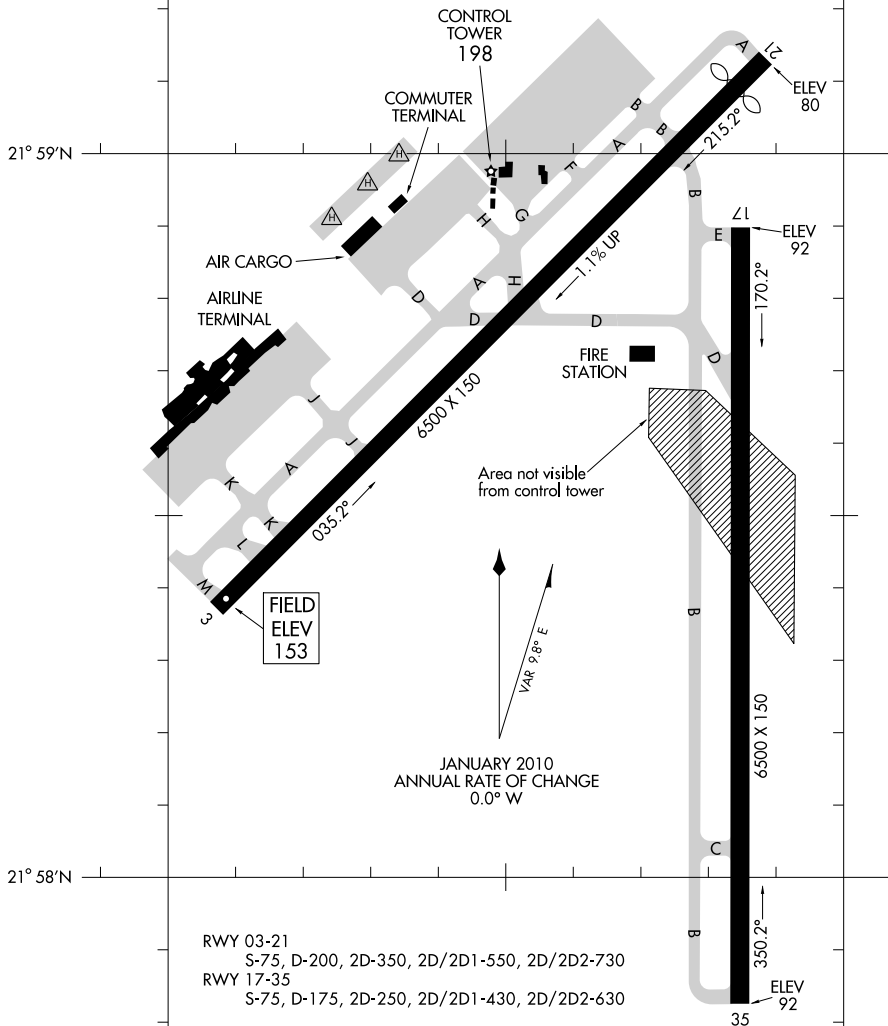 CONTROL
TOWER
198
A
21
ELEV
80
COMMUTER
TERMINAL
B
B
215.2°
21° 59'N
A
F
H
H
H
B
G
H
17
E
ELEV
92
AIR CARGO
1.1% UP
170.2°
A
H
D
AIRLINE
TERMINAL
D
D
FIRE
STATION
D
J
6500 X 150
J
A
K
Area not visible
from control tower
035.2°
K
L
M
3
FIELD
ELEV
153
B
VAR 9.8° E
6500 X 150
JANUARY 2010
ANNUAL RATE OF CHANGE
0.0° W
C
21° 58'N
B
350.2°
RWY 03-21
S-75, D-200, 2D-350, 2D/2D1-550, 2D/2D2-730
RWY 17-35
S-75, D-175, 2D-250, 2D/2D1-430, 2D/2D2-630
ELEV
92
35